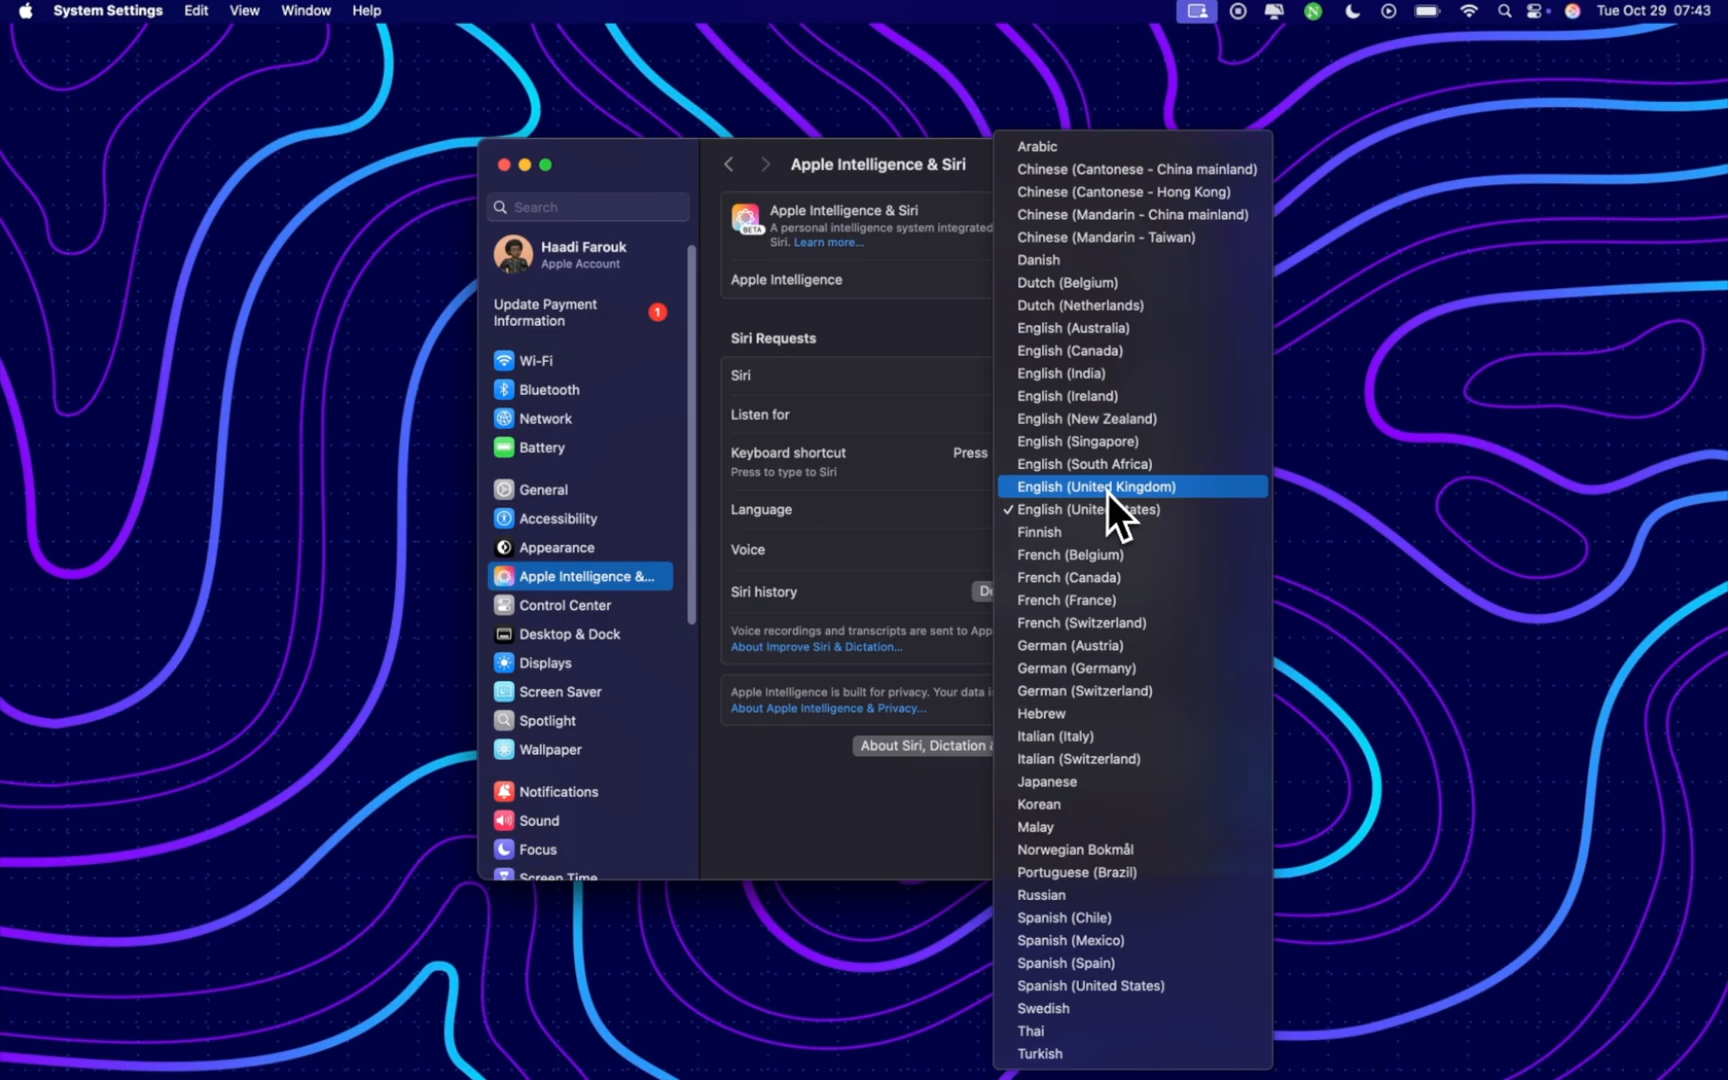 System Settings Edit View Window Help
Tue Oct 29 07:43
Search
Haadi Farouk
Apple Account
Update Payment
Information
1
Wi-Fi
Bluetooth
Network
Battery
General
Accessibility
Appearance
Apple Intelligence &...
Control Center
Desktop & Dock
Displays
Screen Saver
Spotlight
Wallpaper
Notifications
Sound
Focus
Screen Time
Apple Intelligence & Siri
Apple Intelligence & Siri
BETA
A personal intelligence system integrated
Siri. Learn more...
Apple Intelligence
Siri Requests
Siri
Listen for
Keyboard shortcut Press
Press to type to Siri
Language
Voice
Siri history
Voice recordings and transcripts are sent to App
About Improve Siri & Dictation...
Apple Intelligence is built for privacy. Your data i
About Apple Intelligence & Privacy...
About Siri, Dictation
Arabic
Chinese (Cantonese - China mainland)
Chinese (Cantonese - Hong Kong)
Chinese (Mandarin - China mainland)
Chinese (Mandarin - Taiwan)
Danish
Dutch (Belgium)
Dutch (Netherlands)
English (Australia)
English (Canada)
English (India)
English (Ireland)
English (New Zealand)
English (Singapore)
English (South Africa)
English (United Kingdom)
✓ English (United States)
Finnish
French (Belgium)
French (Canada)
French (France)
French (Switzerland)
German (Austria)
German (Germany)
German (Switzerland)
Hebrew
Italian (Italy)
Italian (Switzerland)
Japanese
Korean
Malay
Norwegian Bokmål
Portuguese (Brazil)
Russian
Spanish (Chile)
Spanish (Mexico)
Spanish (Spain)
Spanish (United States)
Swedish
Thai
Turkish